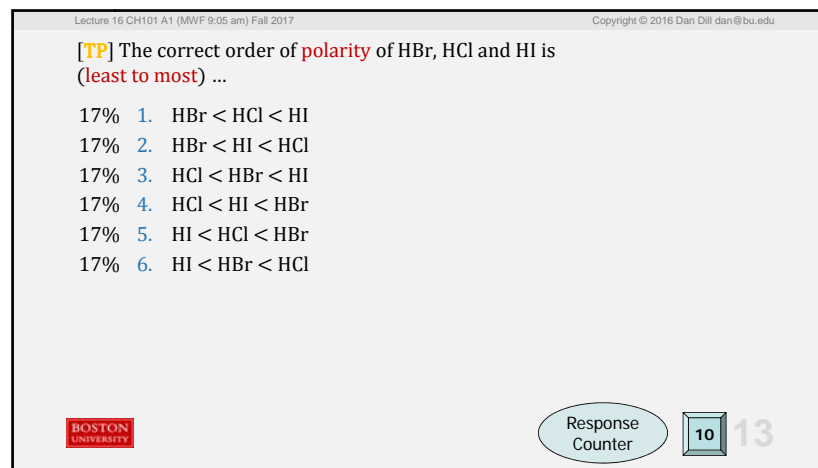 Lecture 16 CH101 A1 (MWF 9:05 am) Fall 2017
Copyright © 2016 Dan Dill dan@bu.edu
[TP] The correct order of polarity of HBr, HCl and HI is
(least to most) …
17% 1. HBr < HCl < HI
17% 2. HBr < HI < HCl
17% 3. HCl < HBr < HI
17% 4. HCl < HI < HBr
17% 5. HI < HCl < HBr
17% 6. HI < HBr < HCl
BOSTON
UNIVERSITY
Response
Counter
10
13